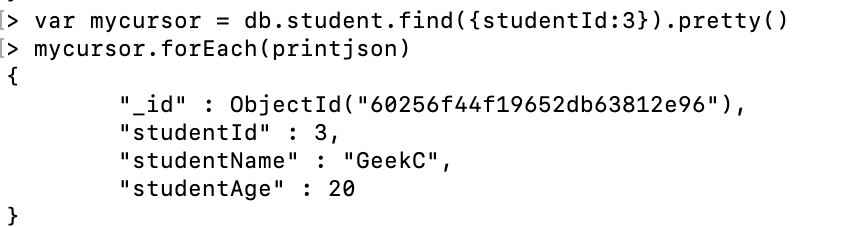 [> var mycursor = db.student.find({studentId:3}).pretty()
[> mycursor.forEach(printjson)
{
        "_id" : ObjectId("60256f44f19652db63812e96"),
        "studentId" : 3,
        "studentName" : "GeekC",
        "studentAge" : 20
}